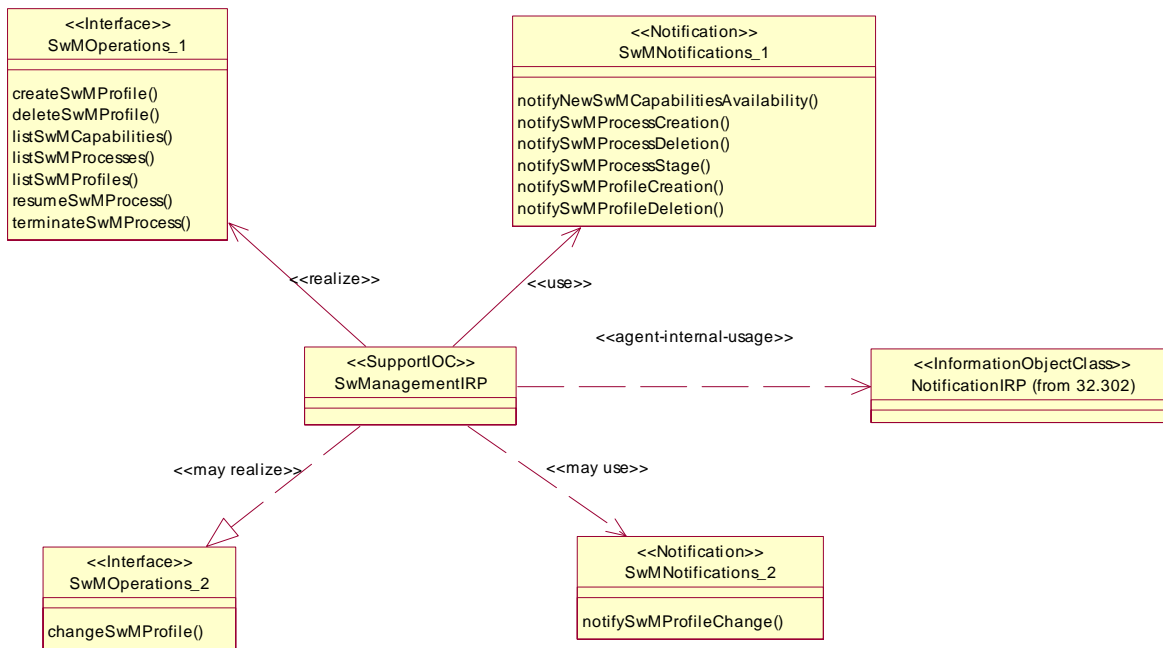 <<Interface>>
SwMOperations_1
createSwMProfile()
deleteSwMProfile()
listSwMCapabilities()
listSwMProcesses()
listSwMProfiles()
resumeSwMProcess()
terminateSwMProcess()
<<Notification>>
SwMNotifications_1
notifyNewSwMCapabilitiesAvailability()
notifySwMProcessCreation()
notifySwMProcessDeletion()
notifySwMProcessStage()
notifySwMProfileCreation()
notifySwMProfileDeletion()
<<realize>>
<<use>>
<<agent-internal-usage>>
<<SupportIOC>>
SwManagementIRP
<<InformationObjectClass>>
NotificationIRP (from 32.302)
<<may realize>>
<<may use>>
<<Interface>>
SwMOperations_2
changeSwMProfile()
<<Notification>>
SwMNotifications_2
notifySwMProfileChange()